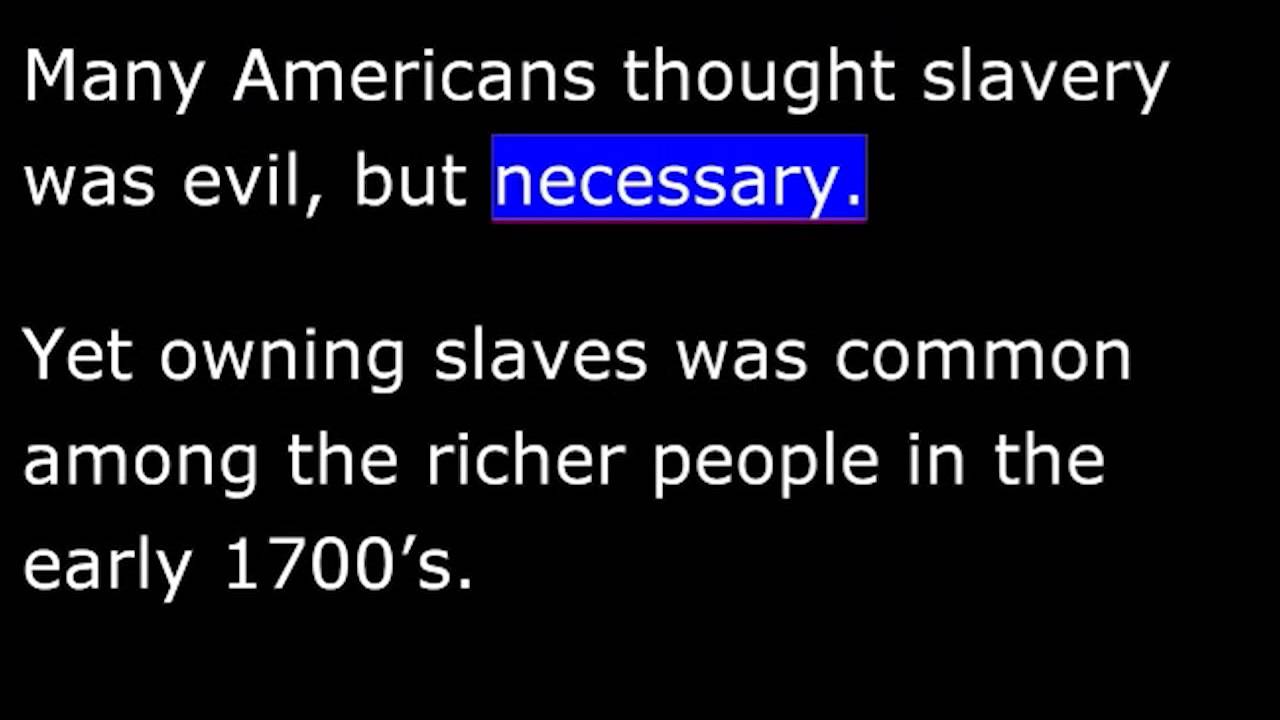 Many Americans thought slavery
was evil, but necessary.
Yet owning slaves was common
among the richer people in the
early 1700’s.